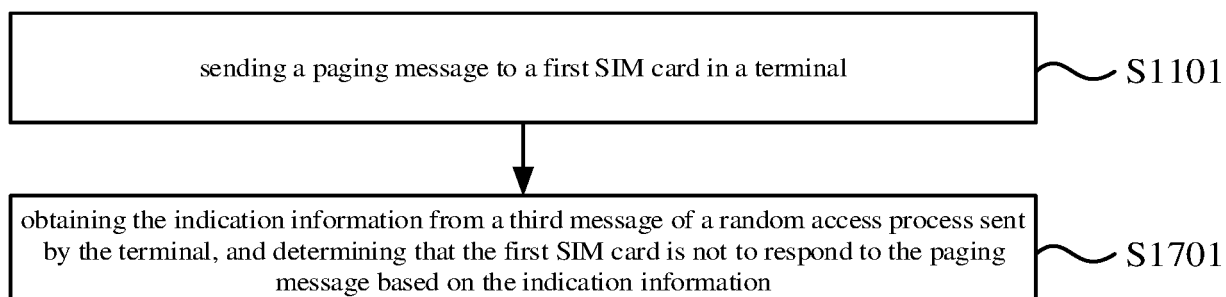 sending a paging message to a first SIM card in a terminal
S1101
obtaining the indication information from a third message of a random access process sent
by the terminal, and determining that the first SIM card is not to respond to the paging
message based on the indication information
S1701